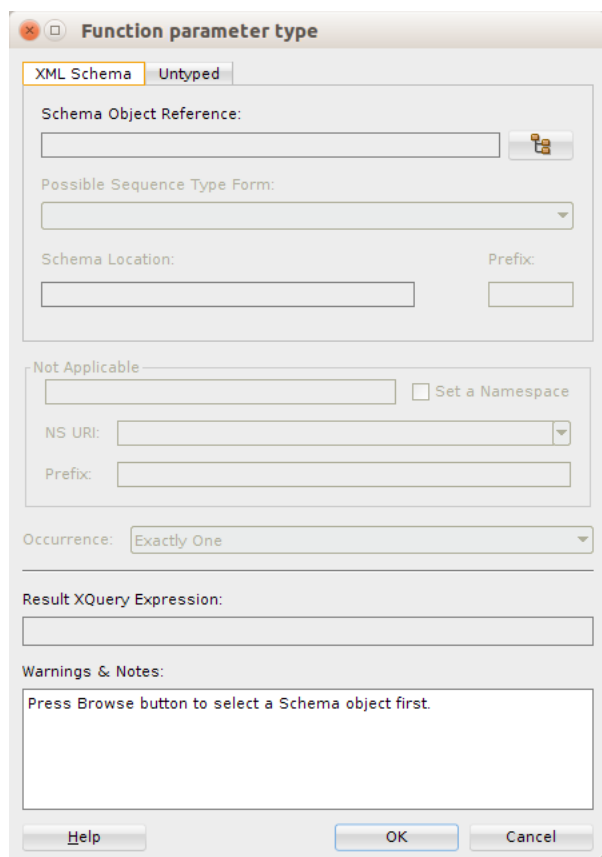 Function parameter type
XML Schema Untyped
Schema Object Reference:
Possible Sequence Type Form:
Schema Location: Prefix:
Not Applicable
Set a Namespace
NS URI:
Prefix:
Occurrence: Exactly One
Result XQuery Expression:
Warnings & Notes:
Press Browse button to select a Schema object first.
Help OK Cancel